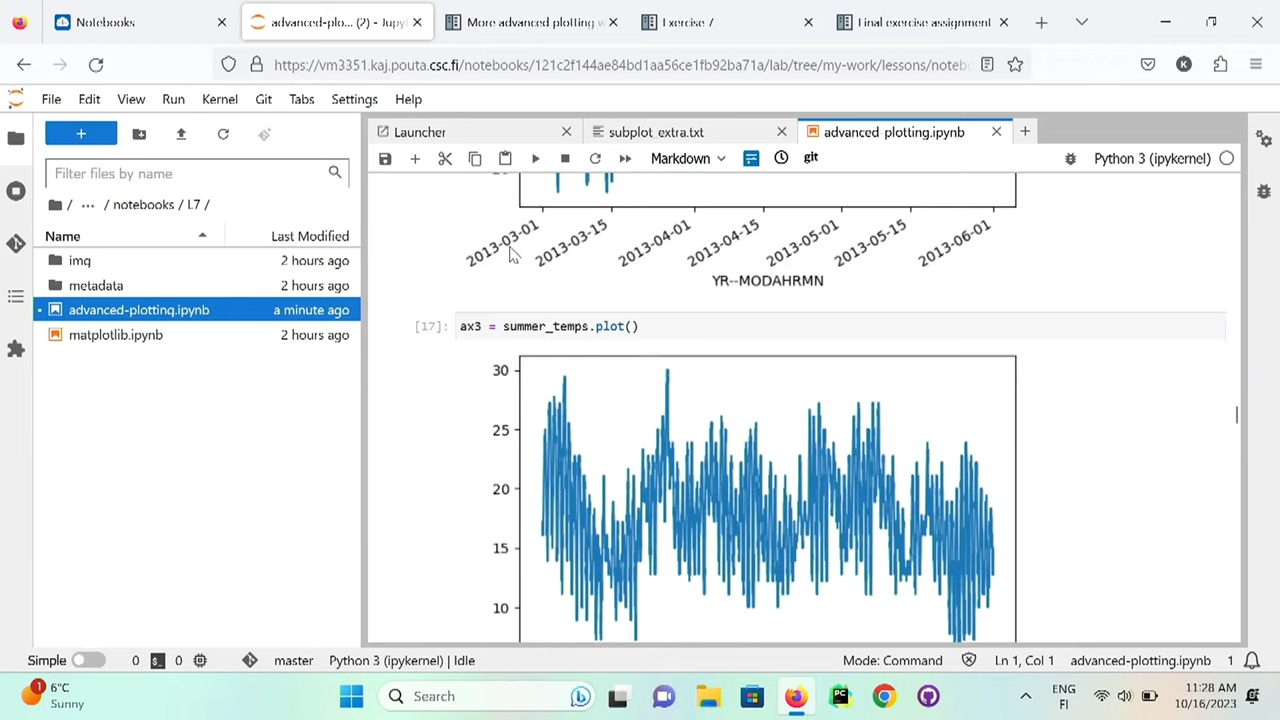 Notebooks
advanced-plo... (2) - Jupyt
More advanced plotting w
Exercise 7
Final exercise assignment
https://vm3351.kaj.pouta.csc.fi/notebooks/121c2f144ae84bd1aa56ce1fb92ba71a/lab/tree/my-work/lessons/noteb
K
File Edit View Run Kernel Git Tabs Settings Help
Launcher
subplot_extra.txt
advanced-plotting.ipynb
Markdown
git
Python 3 (ipykernel)
Filter files by name
/ ... / notebooks / L7 /
Name
Last Modified
img 2 hours ago
metadata 2 hours ago
advanced-plotting.ipynb a minute ago
matplotlib.ipynb 2 hours ago
2013-03-01 2013-03-15 2013-04-01 2013-04-15 2013-05-01 2013-05-15 2013-06-01
YR--MODAHRMN
[17]: ax3 = summer_temps.plot()
30
25
20
15
10
Simple 0 0 master Python 3 (ipykernel) | Idle Mode: Command Ln 1, Col 1 advanced-plotting.ipynb 1
1
6°C
Sunny
Search
PC
ENG
FI
11:28 AM
10/16/2023